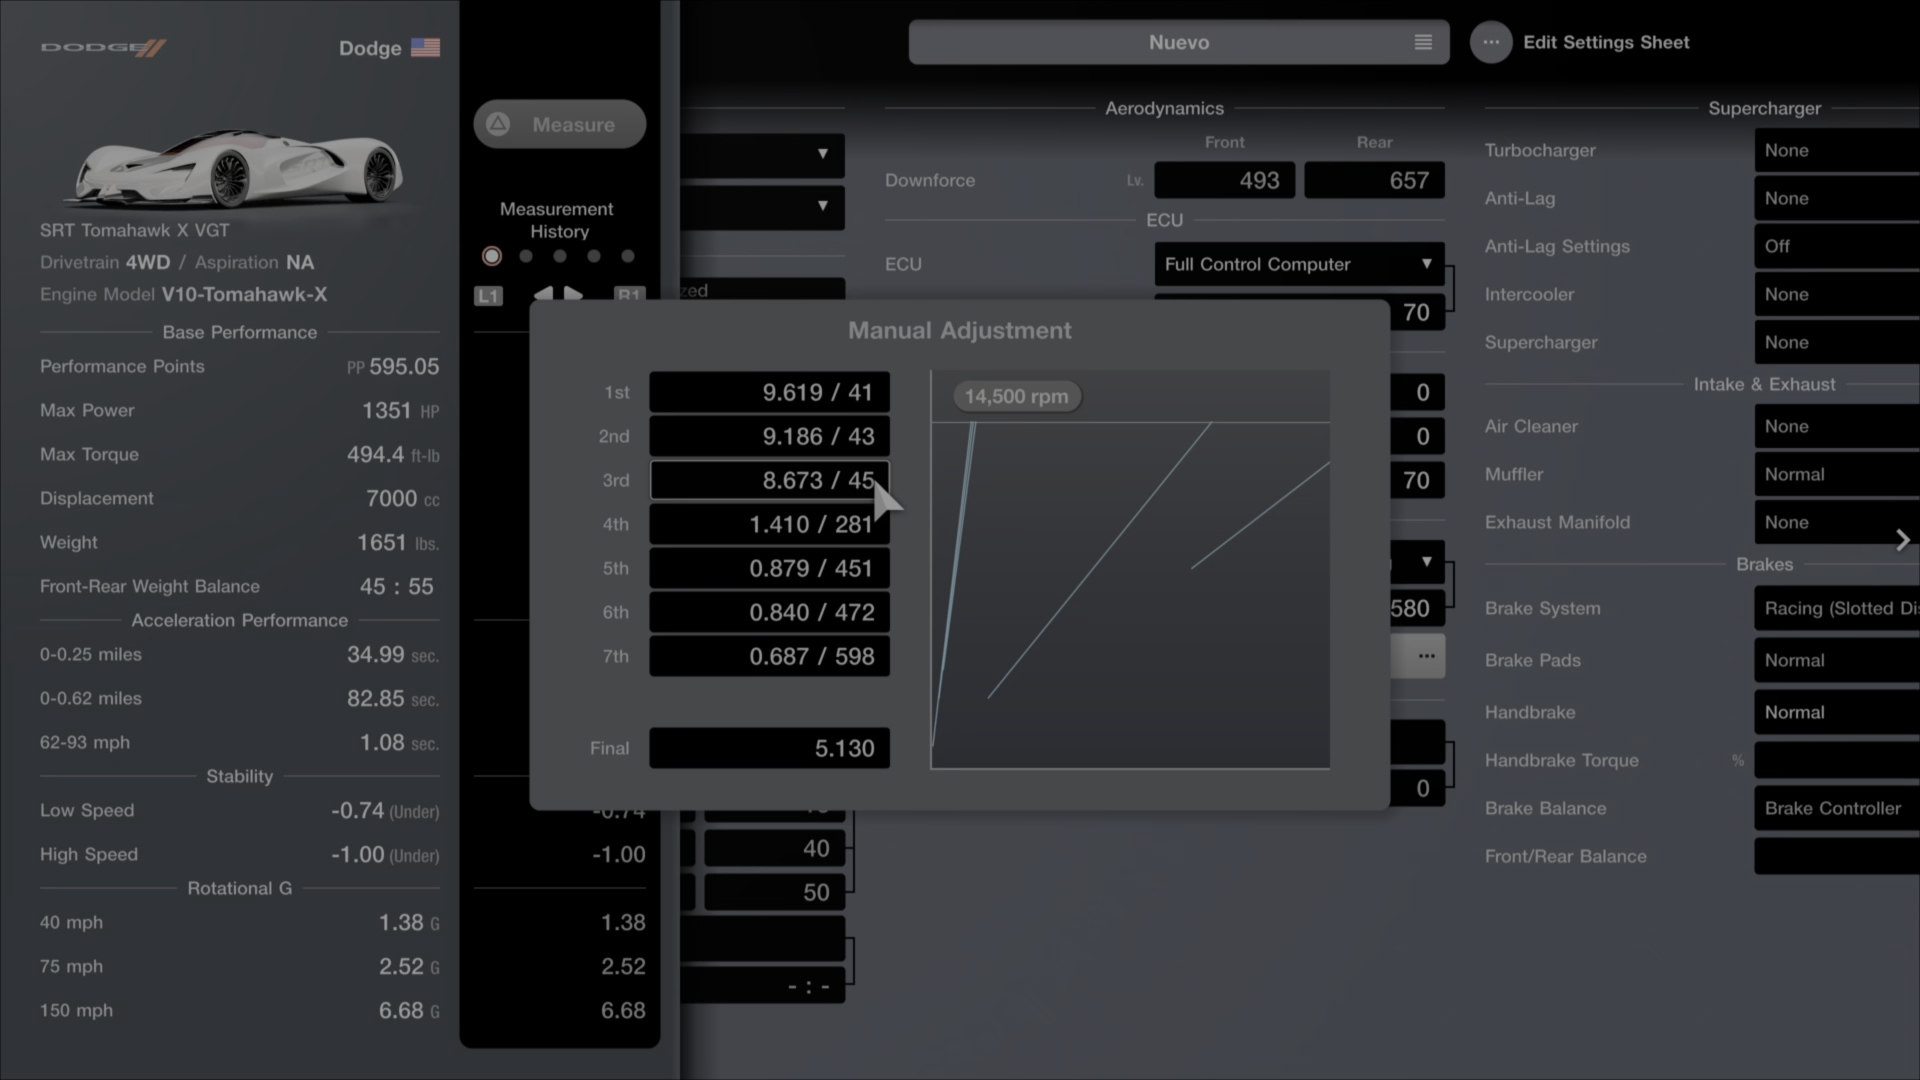 DODGE
Dodge
SRT Tomahawk X VGT
Drivetrain 4WD / Aspiration NA
Engine Model V10-Tomahawk-X
Base Performance
Performance Points PP 595.05
Max Power 1351 HP
Max Torque 494.4 ft-lb
Displacement 7000 cc
Weight 1651 lbs.
Front-Rear Weight Balance 45 : 55
Acceleration Performance
0-0.25 miles 34.99 sec.
0-0.62 miles 82.85 sec.
62-93 mph 1.08 sec.
Stability
Low Speed -0.74 (Under)
High Speed -1.00 (Under)
Rotational G
40 mph 1.38 G
75 mph 2.52 G
150 mph 6.68 G
Measure
Measurement
History
L1 R1
-0.74
-1.00
1.38
2.52
6.68
Nuevo
Edit Settings Sheet
zed
40
50
- : -
Aerodynamics
Front Rear
Downforce Lv. 493 657
ECU
ECU Full Control Computer
70
0
0
70
580
...
0
Manual Adjustment
1st 9.619 / 41
2nd 9.186 / 43
3rd 8.673 / 45
4th 1.410 / 281
5th 0.879 / 451
6th 0.840 / 472
7th 0.687 / 598
Final 5.130
14,500 rpm
Supercharger
Turbocharger None
Anti-Lag None
Anti-Lag Settings Off
Intercooler None
Supercharger None
Intake & Exhaust
Air Cleaner None
Muffler Normal
Exhaust Manifold None
Brakes
Brake System Racing (Slotted Dis
Brake Pads Normal
Handbrake Normal
Handbrake Torque %
Brake Balance Brake Controller
Front/Rear Balance